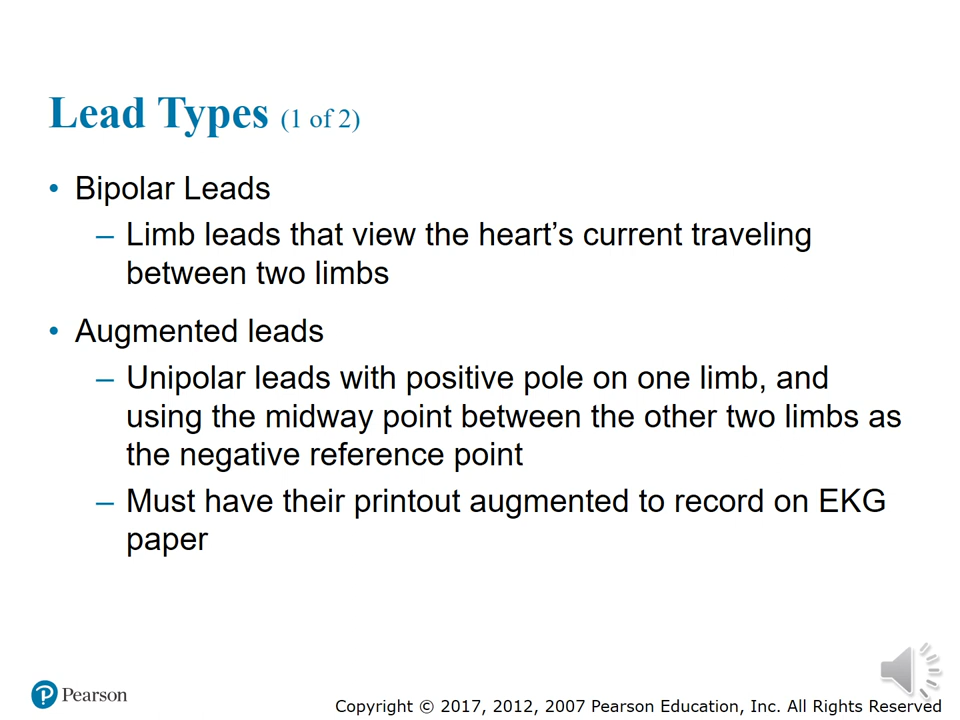 Lead Types (1 of 2)
• Bipolar Leads
– Limb leads that view the heart’s current traveling
between two limbs
• Augmented leads
– Unipolar leads with positive pole on one limb, and
using the midway point between the other two limbs as
the negative reference point
– Must have their printout augmented to record on EKG
paper
Pearson
Copyright © 2017, 2012, 2007 Pearson Education, Inc. All Rights Reserved